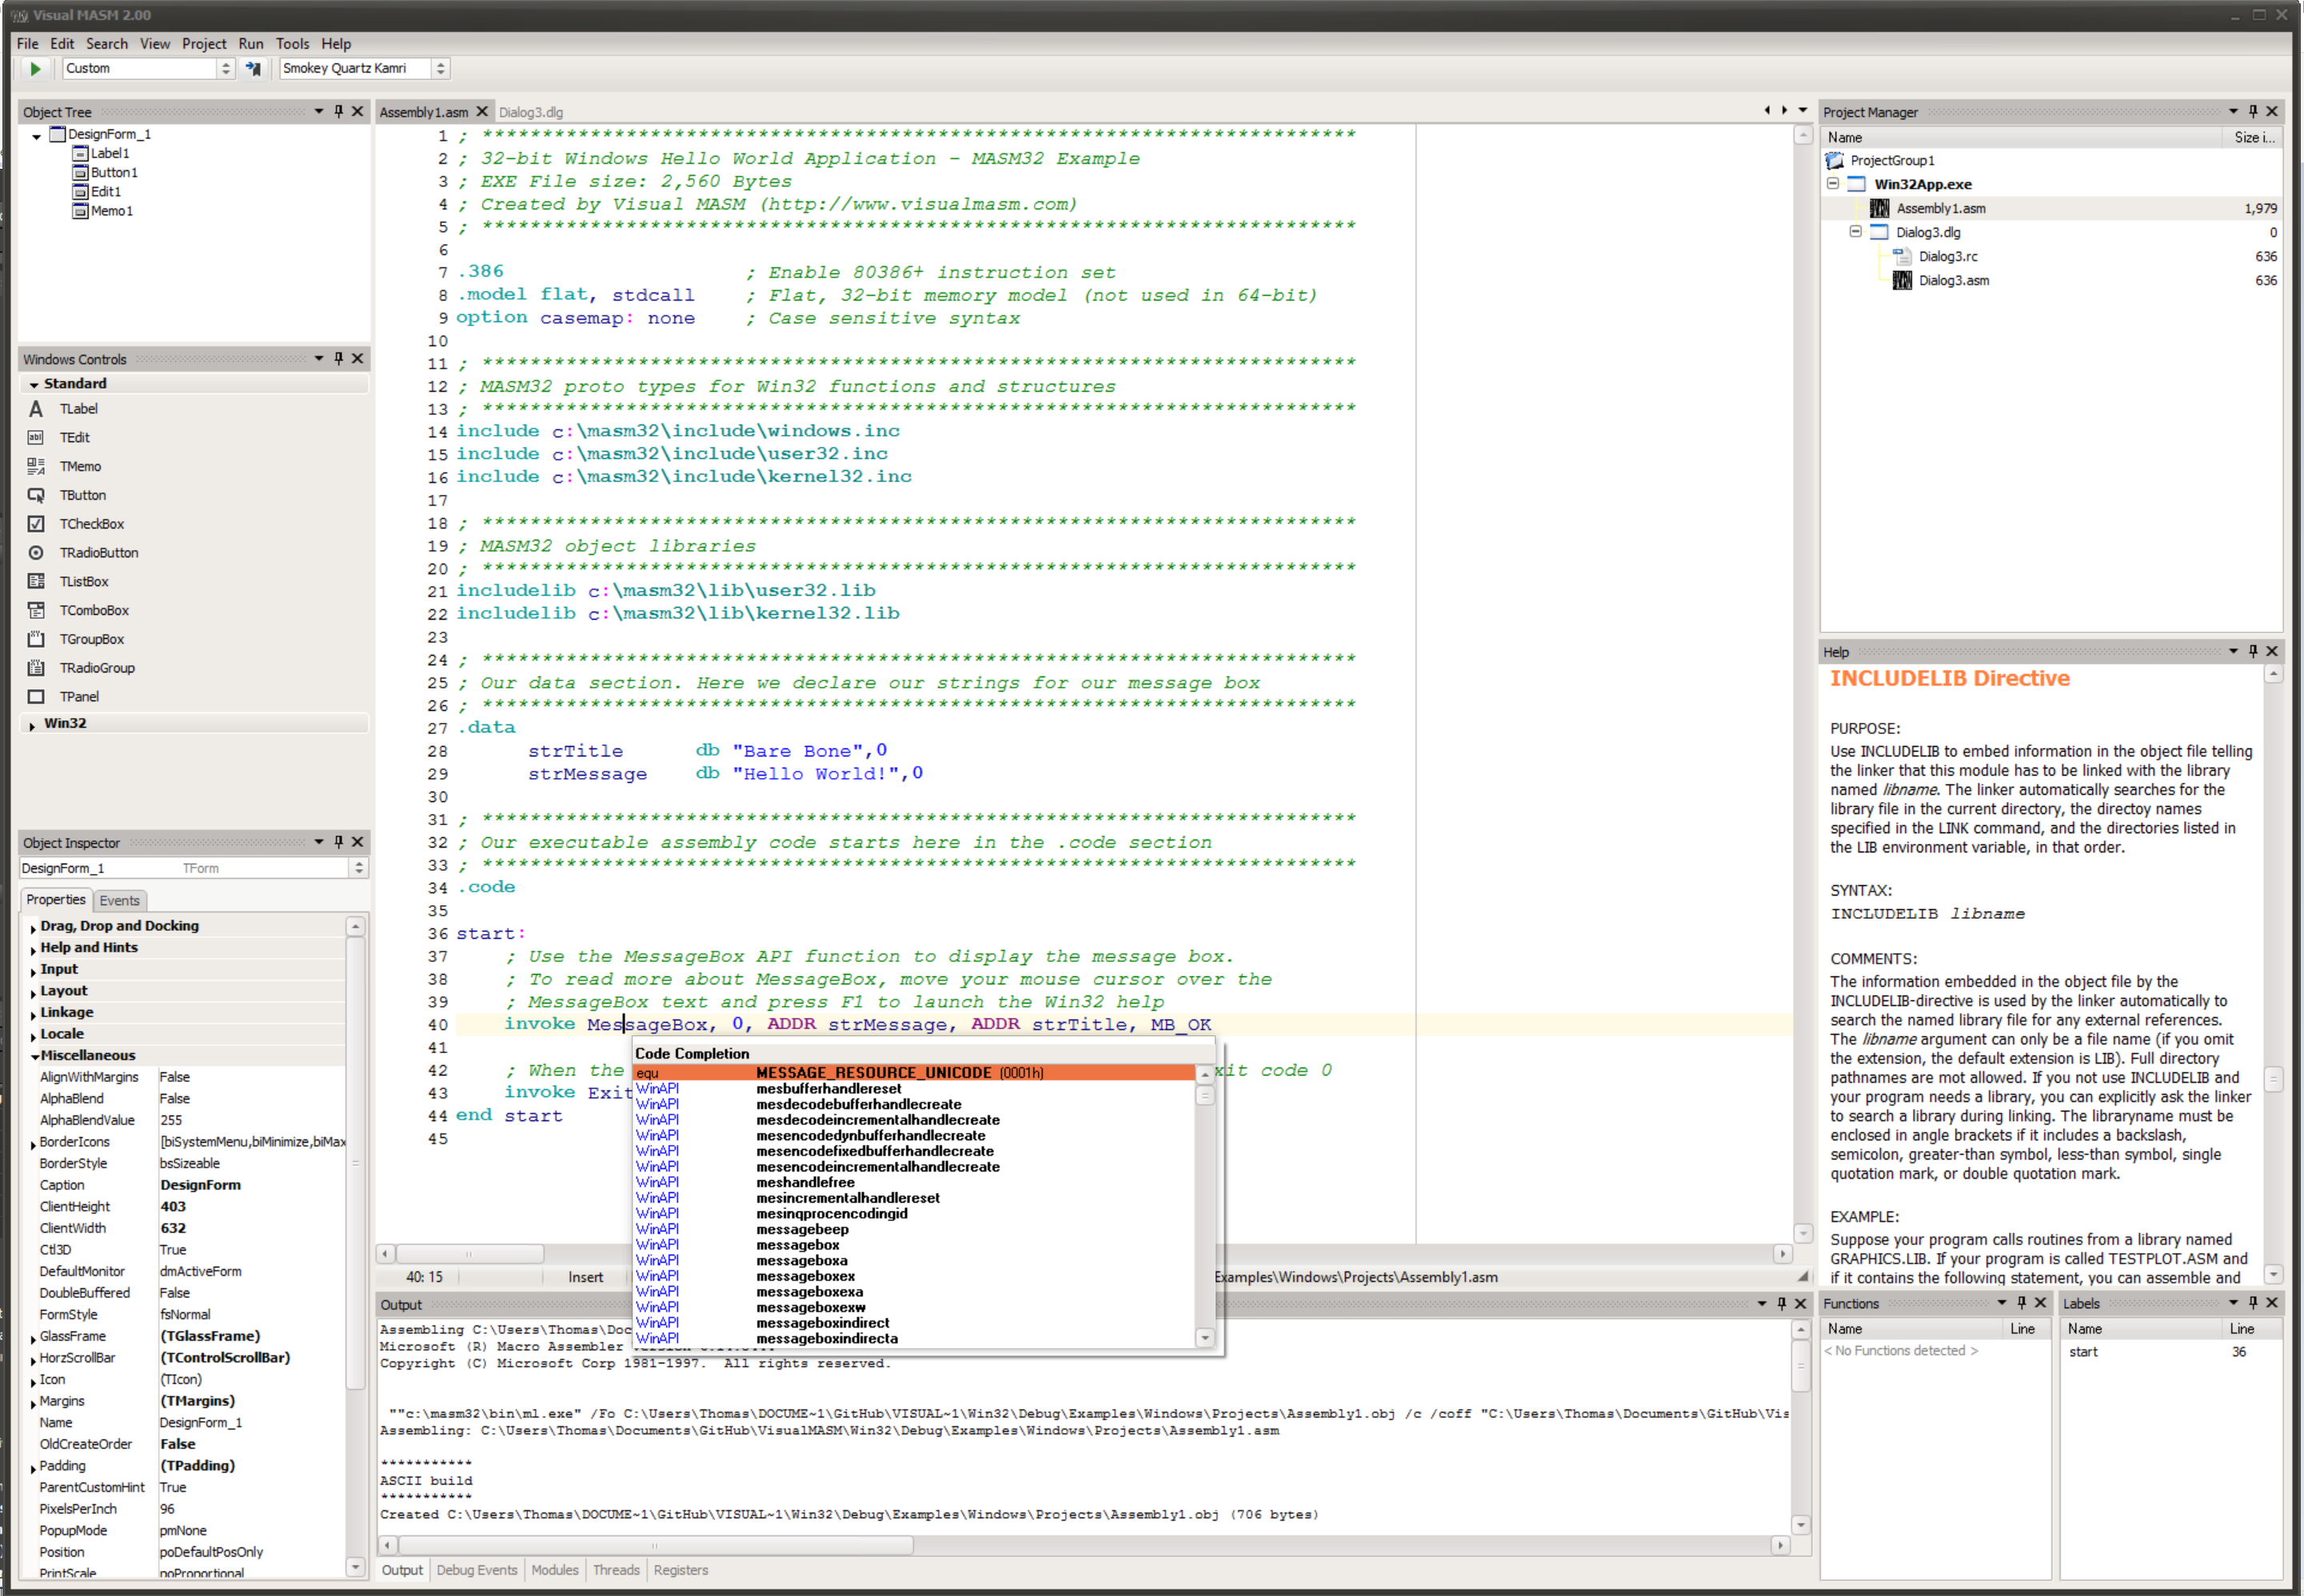 Visual MASM 2.00
File Edit Search View Project Run Tools Help
Custom Smokey Quartz Kamri
Object Tree
DesignForm_1
Label1
Button1
Edit1
Memo1
Windows Controls
Standard
TLabel
TEdit
TMemo
TButton
TCheckBox
TRadioButton
TListBox
TComboBox
TGroupBox
TRadioGroup
TPanel
Win32
Object Inspector
DesignForm_1 TForm
Properties Events
Drag, Drop and Docking
Help and Hints
Input
Layout
Linkage
Locale
Miscellaneous
AlignWithMargins False
AlphaBlend False
AlphaBlendValue 255
BorderIcons [biSystemMenu,biMinimize,biMax
BorderStyle bsSizeable
Caption DesignForm
ClientHeight 403
ClientWidth 632
Ctl3D True
DefaultMonitor dmActiveForm
DoubleBuffered False
FormStyle fsNormal
GlassFrame (TGlassFrame)
HorzScrollBar (TControlScrollBar)
Icon (TIcon)
Margins (TMargins)
Name DesignForm_1
OldCreateOrder False
Padding (TPadding)
ParentCustomHint True
PixelsPerInch 96
PopupMode pmNone
Position poDefaultPosOnly
PrintScale poProportional
Assembly1.asm Dialog3.dlg
1 ; *************************************************************************
2 ; 32-bit Windows Hello World Application - MASM32 Example
3 ; EXE File size: 2,560 Bytes
4 ; Created by Visual MASM (http://www.visualmasm.com)
5 ; *************************************************************************
6
7 .386 ; Enable 80386+ instruction set
8 .model flat, stdcall ; Flat, 32-bit memory model (not used in 64-bit)
9 option casemap: none ; Case sensitive syntax
10
11 ; *************************************************************************
12 ; MASM32 proto types for Win32 functions and structures
13 ; *************************************************************************
14 include c:\masm32\include\windows.inc
15 include c:\masm32\include\user32.inc
16 include c:\masm32\include\kernel32.inc
17
18 ; *************************************************************************
19 ; MASM32 object libraries
20 ; *************************************************************************
21 includelib c:\masm32\lib\user32.lib
22 includelib c:\masm32\lib\kernel32.lib
23
24 ; *************************************************************************
25 ; Our data section. Here we declare our strings for our message box
26 ; *************************************************************************
27 .data
28 strTitle db "Bare Bone",0
29 strMessage db "Hello World!",0
30
31 ; *************************************************************************
32 ; Our executable assembly code starts here in the .code section
33 ; *************************************************************************
34 .code
35
36 start:
37 ; Use the MessageBox API function to display the message box.
38 ; To read more about MessageBox, move your mouse cursor over the
39 ; MessageBox text and press F1 to launch the Win32 help
40 invoke MessageBox, 0, ADDR strMessage, ADDR strTitle, MB_OK
41
42 ; When the xit code 0
43 invoke Exit
44 end start
45
Code Completion
equ MESSAGE_RESOURCE_UNICODE (0001h)
WinAPI mesbufferhandlereset
WinAPI mesdecodebufferhandlecreate
WinAPI mesdecodeincrementalhandlecreate
WinAPI mesencodedynbufferhandlecreate
WinAPI mesencodefixedbufferhandlecreate
WinAPI mesencodeincrementalhandlecreate
WinAPI meshandlefree
WinAPI mesincrementalhandlereset
WinAPI mesinqprocencodingid
WinAPI messagebeep
WinAPI messagebox
WinAPI messageboxa
WinAPI messageboxex
WinAPI messageboxexa
WinAPI messageboxexw
WinAPI messageboxindirect
WinAPI messageboxindirecta
40: 15 Insert Examples\Windows\Projects\Assembly1.asm
Output
Assembling C:\Users\Thomas\Doc
Microsoft (R) Macro Assembler
Copyright (C) Microsoft Corp 1981-1997. All rights reserved.
""c:\masm32\bin\ml.exe" /Fo C:\Users\Thomas\DOCUME~1\GitHub\VISUAL~1\Win32\Debug\Examples\Windows\Projects\Assembly1.obj /c /coff "C:\Users\Thomas\Documents\GitHub\Vis
Assembling: C:\Users\Thomas\Documents\GitHub\VisualMASM\Win32\Debug\Examples\Windows\Projects\Assembly1.asm
***********
ASCII build
***********
Created C:\Users\Thomas\DOCUME~1\GitHub\VISUAL~1\Win32\Debug\Examples\Windows\Projects\Assembly1.obj (706 bytes)
Output Debug Events Modules Threads Registers
Project Manager
Name Size i...
ProjectGroup1
Win32App.exe
Assembly1.asm 1,979
Dialog3.dlg 0
Dialog3.rc 636
Dialog3.asm 636
Help
INCLUDELIB Directive
PURPOSE:
Use INCLUDELIB to embed information in the object file telling
the linker that this module has to be linked with the library
named libname. The linker automatically searches for the
library file in the current directory, the directoy names
specified in the LINK command, and the directories listed in
the LIB environment variable, in that order.
SYNTAX:
INCLUDELIB libname
COMMENTS:
The information embedded in the object file by the
INCLUDELIB-directive is used by the linker automatically to
search the named library file for any external references.
The libname argument can only be a file name (if you omit
the extension, the default extension is LIB). Full directory
pathnames are mot allowed. If you not use INCLUDELIB and
your program needs a library, you can explicitly ask the linker
to search a library during linking. The libraryname must be
enclosed in angle brackets if it includes a backslash,
semicolon, greater-than symbol, less-than symbol, single
quotation mark, or double quotation mark.
EXAMPLE:
Suppose your program calls routines from a library named
GRAPHICS.LIB. If your program is called TESTPLOT.ASM and
if it contains the following statement, you can assemble and
Functions
Name Line
< No Functions detected >
Labels
Name Line
start 36